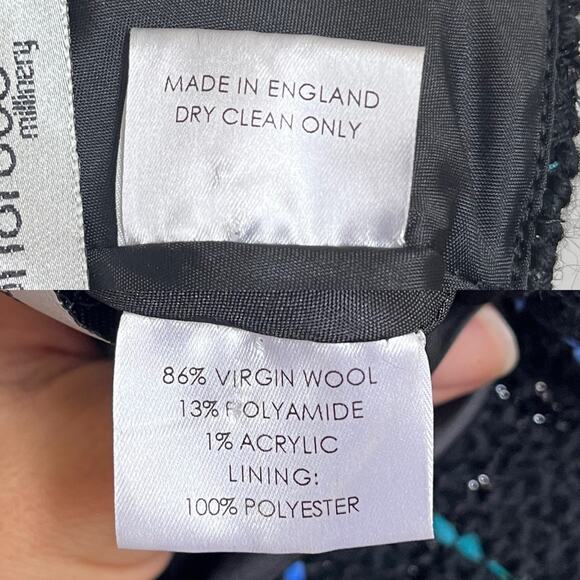 millinery
MADE IN ENGLAND
DRY CLEAN ONLY
86% VIRGIN WOOL
13% POLYAMIDE
1% ACRYLIC
LINING:
100% POLYESTER